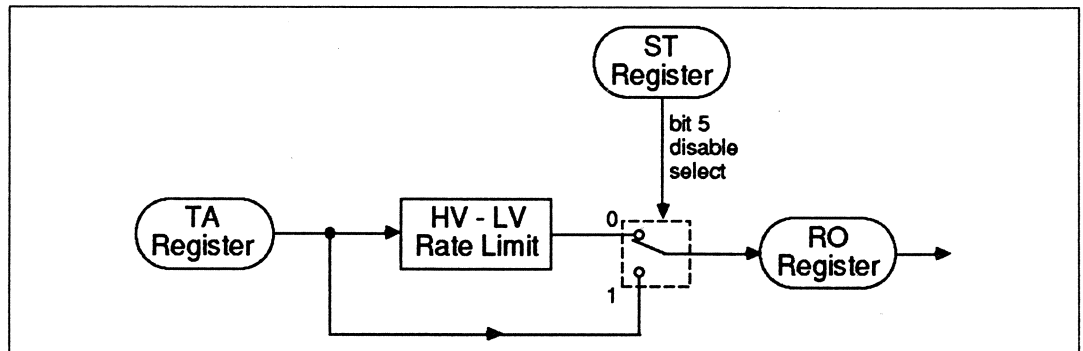 ST
Register
bit 5
disable
select
TA
Register
HV - LV
Rate Limit
0
1
RO
Register